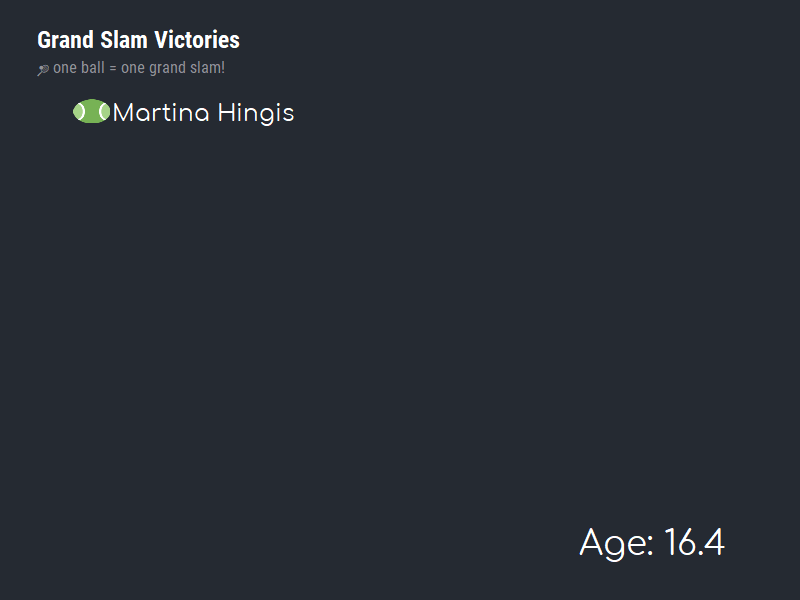 Grand Slam Victories
one ball = one grand slam!
Martina Hingis
Age: 16.4